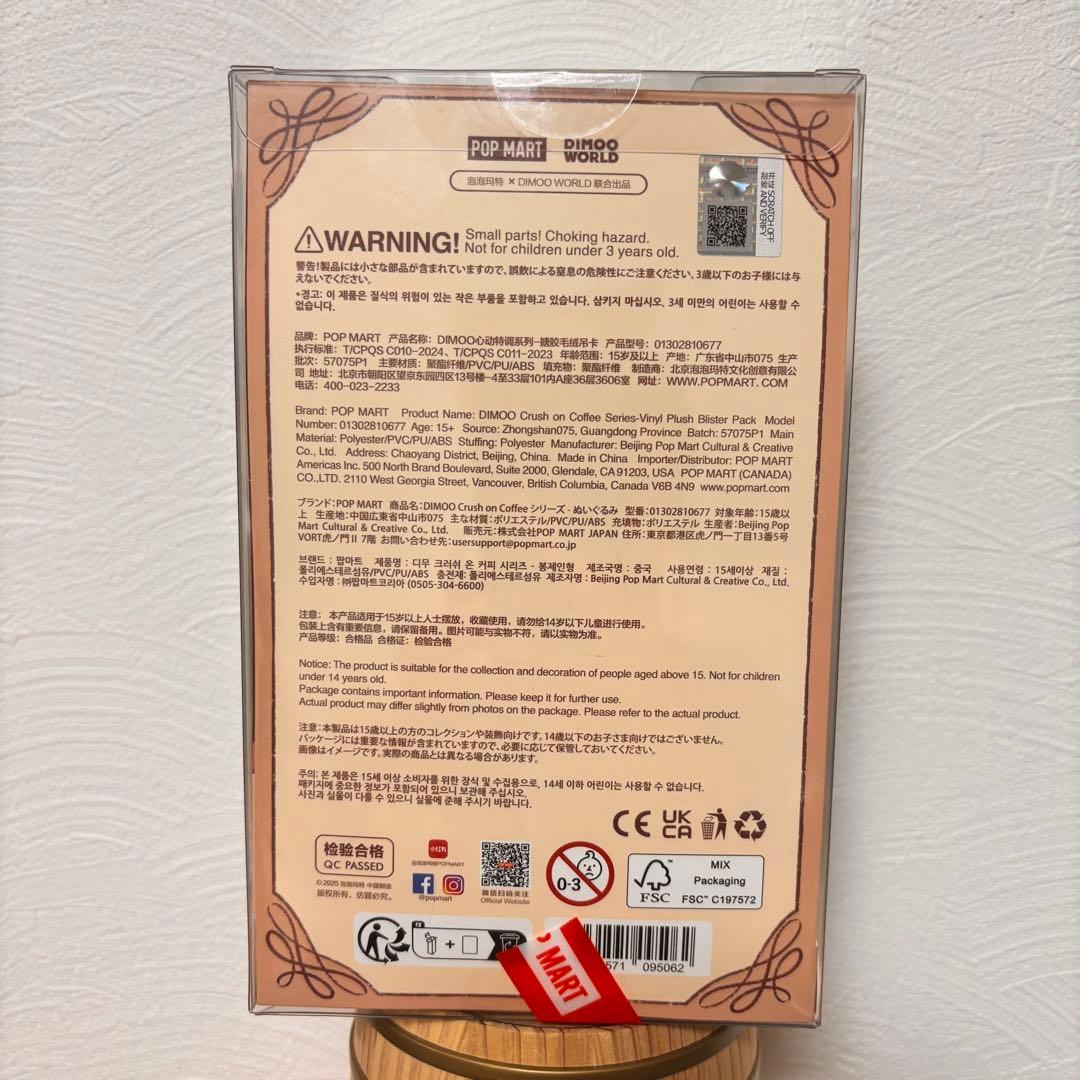 POP MART DIMOO WORLD
泡泡玛特 × DIMOO WORLD 联合出品
开盒 SCRATCH OFF
刮掀 AND VERIFY
WARNING! Small parts! Choking hazard.
Not for children under 3 years old.
警告!製品には小さな部品が含まれていますので、誤飲による窒息の危険性にご注意ください。3歳以下のお子様には与
えないでください。
*경고: 이 제품은 질식의 위험이 있는 작은 부품을 포함하고 있습니다. 삼키지 마십시오. 3세 미만의 어린이는 사용할 수
없습니다.
品牌：POP MART 产品名称：DIMOO心动特调系列-搪胶毛绒吊卡 产品型号：01302810677
执行标准：T/CPQS C010-2024、T/CPQS C011-2023 年龄范围：15岁及以上 产地：广东省中山市075 生产
批次：57075P1 主要材质：聚酯纤维/PVC/PU/ABS 填充物：聚酯纤维 制造商：北京泡泡玛特文化创意有限公
司 地址：北京市朝阳区望京东园四区13号楼-4至33层101内A座36层3606室 网址：WWW.POPMART.COM
电话：400-023-2233
Brand: POP MART Product Name: DIMOO Crush on Coffee Series-Vinyl Plush Blister Pack Model
Number: 01302810677 Age: 15+ Source: Zhongshan075, Guangdong Province Batch: 57075P1 Main
Material: Polyester/PVC/PU/ABS Stuffing: Polyester Manufacturer: Beijing Pop Mart Cultural & Creative
Co., Ltd. Address: Chaoyang District, Beijing, China. Made in China Importer/Distributor: POP MART
Americas Inc. 500 North Brand Boulevard, Suite 2000, Glendale, CA 91203, USA POP MART (CANADA)
CO.,LTD. 2110 West Georgia Street, Vancouver, British Columbia, Canada V6B 4N9 www.popmart.com
ブランド：POP MART 商品名：DIMOO Crush on Coffee シリーズ - ぬいぐるみ 型番：01302810677 対象年齢：15歳以
上 生産地：中国広東省中山市075 主な材質：ポリエステル/PVC/PU/ABS 充填物：ポリエステル 生産者：Beijing Pop
Mart Cultural & Creative Co., Ltd. 販売元：株式会社POP MART JAPAN 住所：東京都港区虎ノ門一丁目13番5号
VORT虎ノ門Ⅱ 7階 お問い合わせ先：usersupport@popmart.co.jp
브랜드 : 팝마트 제품명 : 디무 크러쉬 온 커피 시리즈 - 봉제인형 제조국명 : 중국 사용연령 : 15세이상 재질 :
폴리에스테르섬유/PVC/PU/ABS 충전재: 폴리에스테르섬유 제조자명 : Beijing Pop Mart Cultural & Creative Co., Ltd.
수입자명 : ㈜팝마트코리아 (0505-304-6600)
注意： 本产品适用于15岁以上人士摆放，收藏使用，请勿给14岁以下儿童进行使用。
包装上含有重要信息，请保留备用。图片可能与实物不符，请以实物为准。
产品等级：合格品 合格证：检验合格
Notice: The product is suitable for the collection and decoration of people aged above 15. Not for children
under 14 years old.
Package contains important information. Please keep it for further use.
Actual product may differ slightly from photos on the package. Please refer to the actual product.
注意：本製品は15歳以上の方のコレクションや装飾向けです。14歳以下のお子さま向けではございません。
パッケージには重要な情報が含まれていますので、必要に応じて保管しておいてください。
画像はイメージです。実際の商品とは異なる場合があります。
주의: 본 제품은 15세 이상 소비자를 위한 장식 및 수집용으로, 14세 이하 어린이는 사용할 수 없습니다.
패키지에 중요한 정보가 포함되어 있으니 보관해 주십시오.
사진과 실물이 다를 수 있으니 실물에 준해 주시기 바랍니다.
CE UK CA
检验合格
QC PASSED
© 2025 泡泡玛特 中国制造
版权所有，仿冒必究。
小红书
@泡泡玛特POPMART
@popmart
微信扫码关注
Official Website
0-3
FSC
MIX
Packaging
FSC™ C197572
FR
+
MART
571 095062